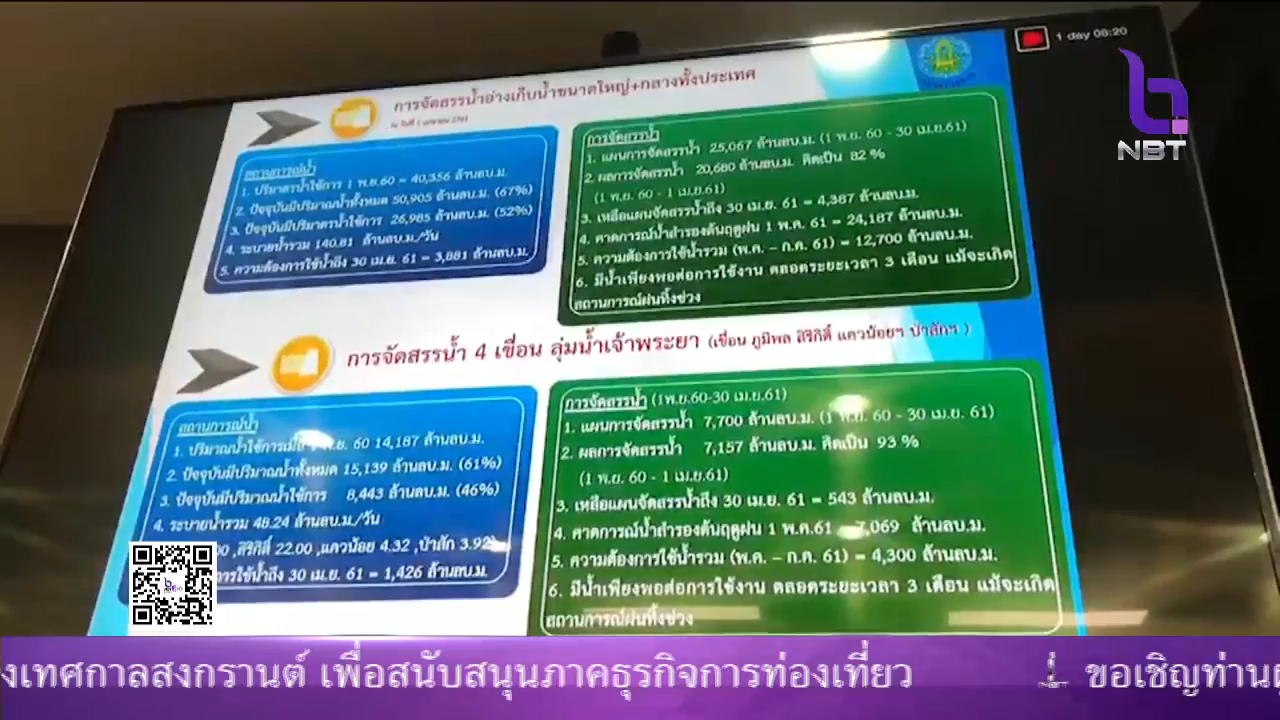 1 day 08:20
NBT
การจัดสรรน้ำอ่างเก็บน้ำขนาดใหญ่+กลางทั้งประเทศ
สถานการณ์น้ำ
1. ปริมาตรน้ำใช้การ 1 พ.ย.60 = 40,356 ล้านลบ.ม.
2. ปัจจุบันมีปริมาณน้ำทั้งหมด 50,905 ล้านลบ.ม. (67%)
3. ปัจจุบันมีปริมาตรน้ำใช้การ 26,985 ล้านลบ.ม. (52%)
4. ระบายน้ำรวม 140.81 ล้านลบ.ม./วัน
5. ความต้องการใช้น้ำถึง 30 เม.ย. 61 = 3,881 ล้านลบ.ม.
การจัดสรรน้ำ
1. แผนการจัดสรรน้ำ 25,067 ล้านลบ.ม. (1 พ.ย. 60 - 30 เม.ย.61)
2. ผลการจัดสรรน้ำ 20,680 ล้านลบ.ม. คิดเป็น 82 %
(1 พ.ย. 60 - 1 เม.ย.61)
3. เหลือแผนจัดสรรน้ำถึง 30 เม.ย. 61 = 4,387 ล้านลบ.ม.
4. คาดการณ์น้ำสำรองต้นฤดูฝน 1 พ.ค. 61 = 24,187 ล้านลบ.ม.
5. ความต้องการใช้น้ำรวม (พ.ค. – ก.ค. 61) = 12,700 ล้านลบ.ม.
6. มีน้ำเพียงพอต่อการใช้งาน ตลอดระยะเวลา 3 เดือน แม้จะเกิด
สถานการณ์ฝนทิ้งช่วง
การจัดสรรน้ำ 4 เขื่อน ลุ่มน้ำเจ้าพระยา (เขื่อน ภูมิพล สิริกิติ์ แควน้อยฯ ป่าสักฯ )
สถานการณ์น้ำ
1. ปริมาณน้ำใช้การเมื่อ พ.ย. 60 14,187 ล้านลบ.ม.
2. ปัจจุบันมีปริมาณน้ำทั้งหมด 15,139 ล้านลบ.ม. (61%)
3. ปัจจุบันมีปริมาณน้ำใช้การ 8,443 ล้านลบ.ม. (46%)
4. ระบายน้ำรวม 48.24 ล้านลบ.ม./วัน
,สิริกิติ์ 22.00 ,แควน้อย 4.32 ,ป่าสัก 3.92
การใช้น้ำถึง 30 เม.ย. 61 = 1,426 ล้านลบ.ม.
การจัดสรรน้ำ (1พ.ย.60-30 เม.ย.61)
1. แผนการจัดสรรน้ำ 7,700 ล้านลบ.ม. (1 พ.ย. 60 - 30 เม.ย. 61)
2. ผลการจัดสรรน้ำ 7,157 ล้านลบ.ม. คิดเป็น 93 %
(1 พ.ย. 60 - 1 เม.ย.61)
3. เหลือแผนจัดสรรน้ำถึง 30 เม.ย. 61 = 543 ล้านลบ.ม.
4. คาดการณ์น้ำสำรองต้นฤดูฝน 1 พ.ค.61 = 7,069 ล้านลบ.ม.
5. ความต้องการใช้น้ำรวม (พ.ค. – ก.ค. 61) = 4,300 ล้านลบ.ม.
6. มีน้ำเพียงพอต่อการใช้งาน ตลอดระยะเวลา 3 เดือน แม้จะเกิด
สถานการณ์ฝนทิ้งช่วง
งเทศกาลสงกรานต์ เพื่อสนับสนุนภาคธุรกิจการท่องเที่ยว ขอเชิญท่านผู